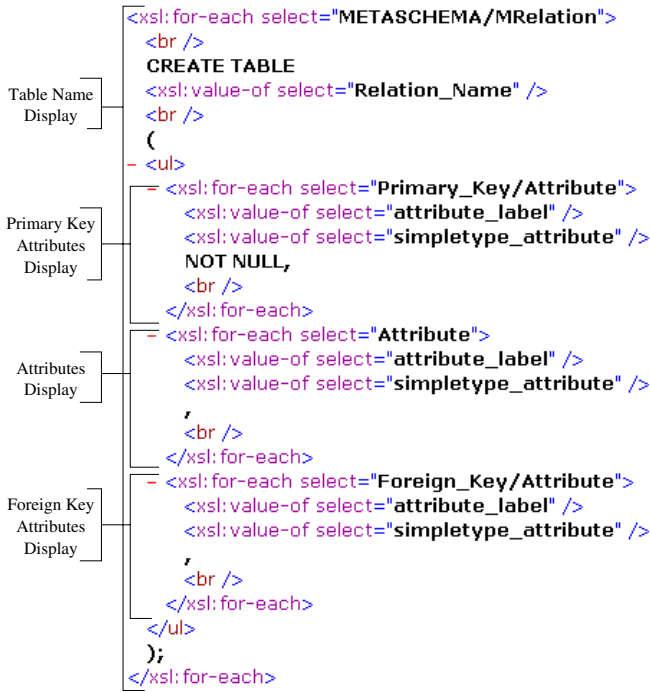 <xsl:for-each select="METASCHEMA/MRelation">
<br />
CREATE TABLE
<xsl:value-of select="Relation_Name" />
<br />
(
- <ul>
- <xsl:for-each select="Primary_Key/Attribute">
<xsl:value-of select="attribute_label" />
<xsl:value-of select="simpletype_attribute" />
NOT NULL,
<br />
</xsl:for-each>
- <xsl:for-each select="Attribute">
<xsl:value-of select="attribute_label" />
<xsl:value-of select="simpletype_attribute" />
,
<br />
</xsl:for-each>
- <xsl:for-each select="Foreign_Key/Attribute">
<xsl:value-of select="attribute_label" />
<xsl:value-of select="simpletype_attribute" />
,
<br />
</xsl:for-each>
</ul>
);
</xsl:for-each>
Table Name
Display
Primary Key
Attributes
Display
Attributes
Display
Foreign Key
Attributes
Display